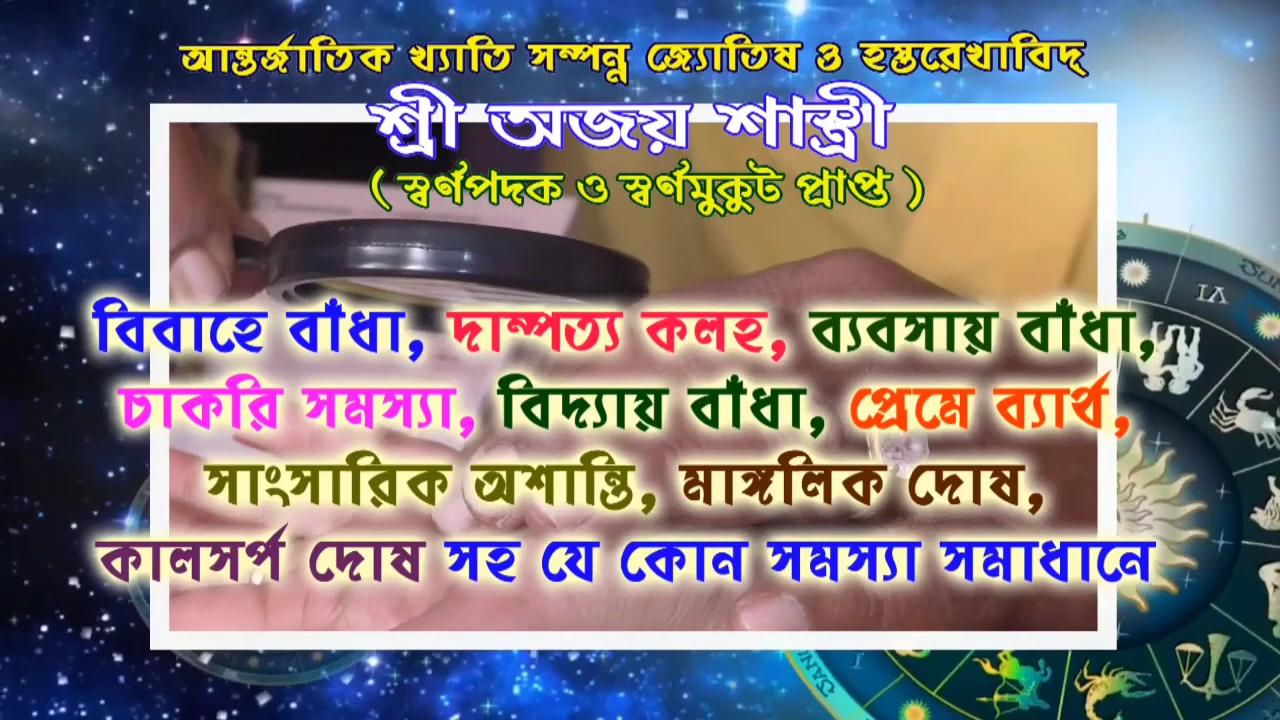 আন্তর্জাতিক খ্যাতি সম্পন্ন জ্যোতিষ ও হস্তরেখাবিদ্
শ্রী অজয় শাস্ত্রী
( স্বর্ণপদক ও স্বর্ণমুকুট প্রাপ্ত )
বিবাহে বাঁধা, দাম্পত্য কলহ, ব্যবসায় বাঁধা,
চাকরি সমস্যা, বিদ্যায় বাঁধা, প্রেমে ব্যার্থ,
সাংসারিক অশান্তি, মাঙ্গলিক দোষ,
কালসর্প দোষ সহ যে কোন সমস্যা সমাধানে
VI